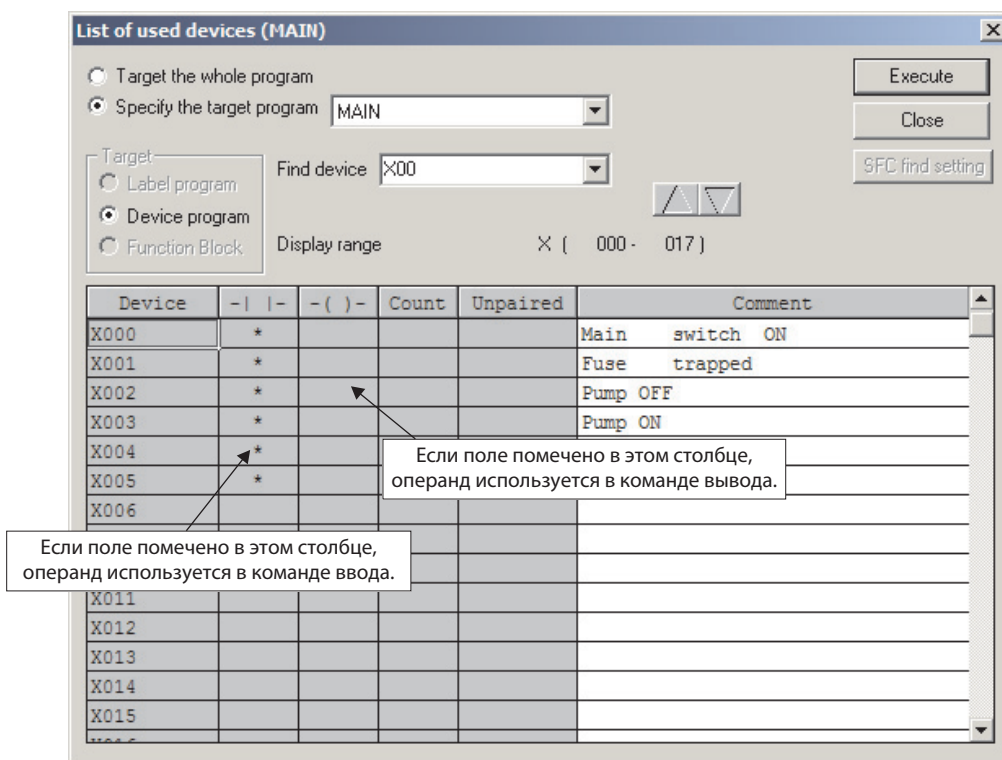 List of used devices (MAIN)
Target the whole program
Specify the target program MAIN
Execute
Close
SFC find setting
Target
Label program
Device program
Function Block
Find device X00
Display range X ( 000 - 017 )
Device -| |- -( )- Count Unpaired Comment
X000 * Main switch ON
X001 * Fuse trapped
X002 * Pump OFF
X003 * Pump ON
X004 *
X005 *
X006
Если поле помечено в этом столбце,
операнд используется в команде вывода.
Если поле помечено в этом столбце,
операнд используется в команде ввода.
X011
X012
X013
X014
X015